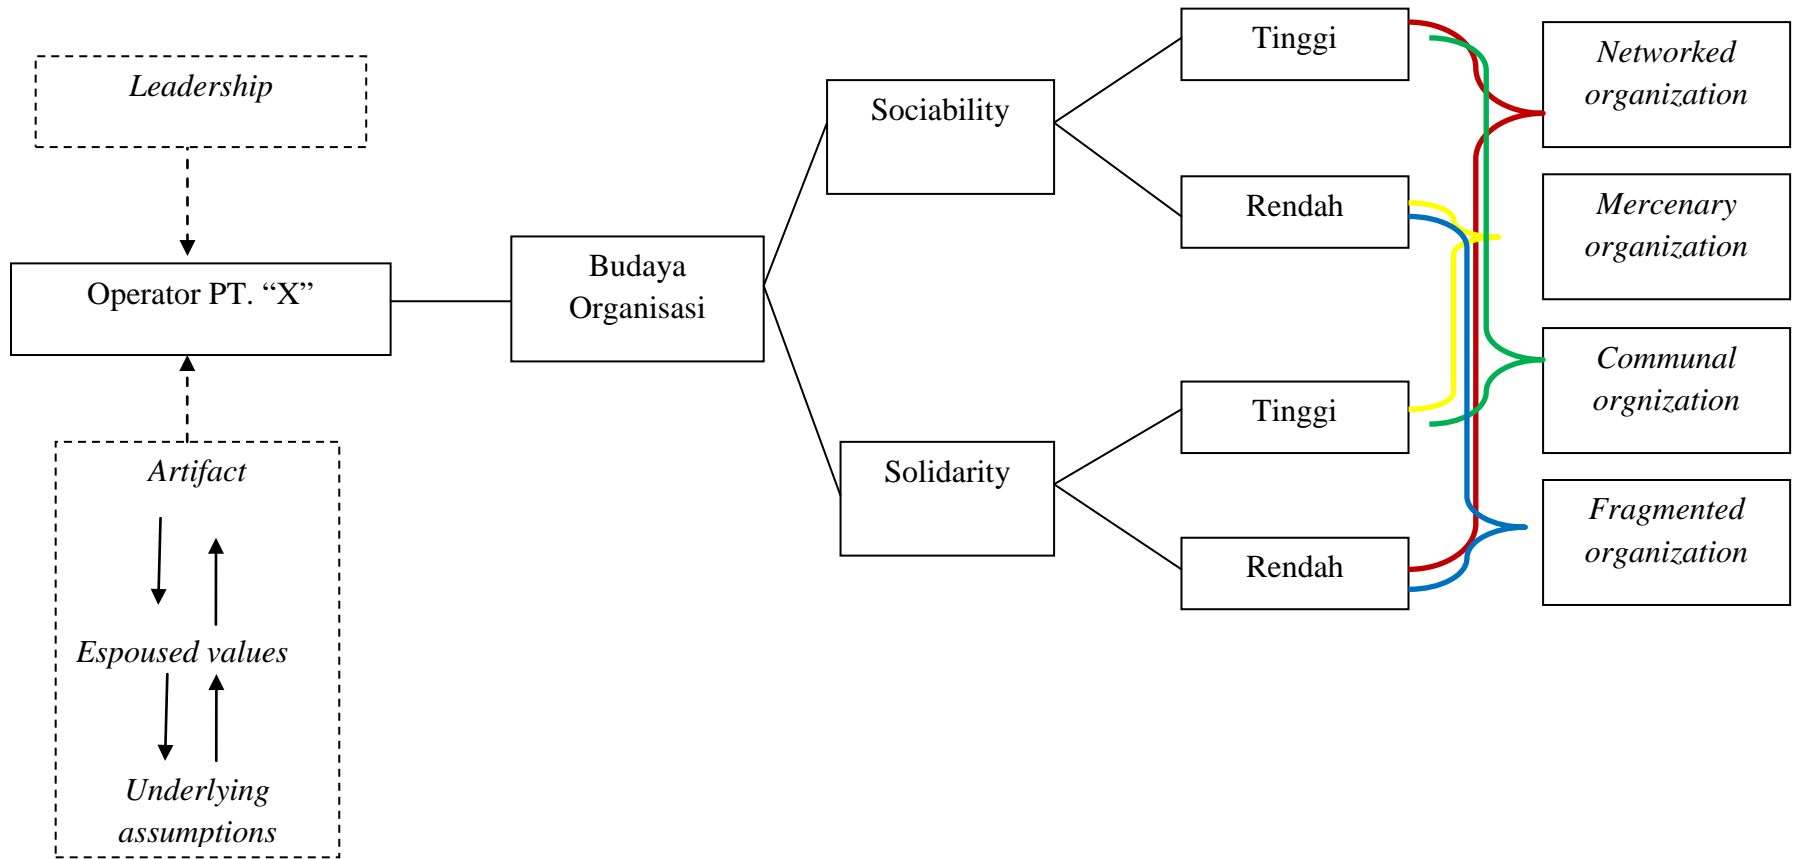 Leadership
Operator PT. “X”
Artifact
Espoused values
Underlying
assumptions
Budaya
Organisasi
Sociability
Solidarity
Tinggi
Rendah
Tinggi
Rendah
Networked
organization
Mercenary
organization
Communal
orgnization
Fragmented
organization